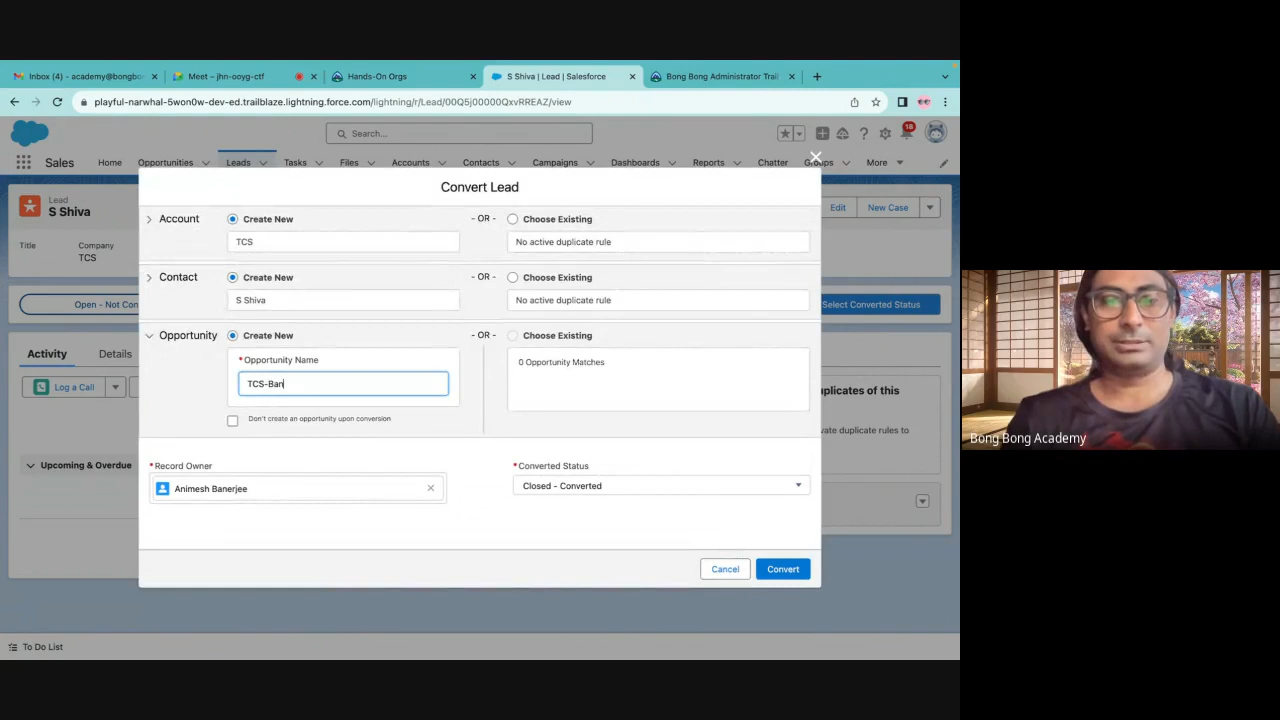 Inbox (4) - academy@bongbo
Meet – jhn-ooyg-ctf
Hands-On Orgs
S Shiva | Lead | Salesforce
Bong Bong Administrator Trail
playful-narwhal-5won0w-dev-ed.trailblaze.lightning.force.com/lightning/r/Lead/00Q5j00000QxvRREAZ/view
Search...
18
Sales
Home
Opportunities
Leads
Tasks
Files
Accounts
Contacts
Campaigns
Dashboards
Reports
Chatter
Groups
More
Lead
S Shiva
Edit
New Case
Title
Company
TCS
Open - Not Con
Select Converted Status
Activity
Details
Log a Call
Upcoming & Overdue
plicates of this
vate duplicate rules to
Convert Lead
Account
Create New
- OR -
Choose Existing
TCS
No active duplicate rule
Contact
Create New
- OR -
Choose Existing
S Shiva
No active duplicate rule
Opportunity
Create New
- OR -
Choose Existing
*Opportunity Name
TCS-Ban
0 Opportunity Matches
Don't create an opportunity upon conversion
*Record Owner
Animesh Banerjee
*Converted Status
Closed - Converted
Cancel
Convert
To Do List
Bong Bong Academy